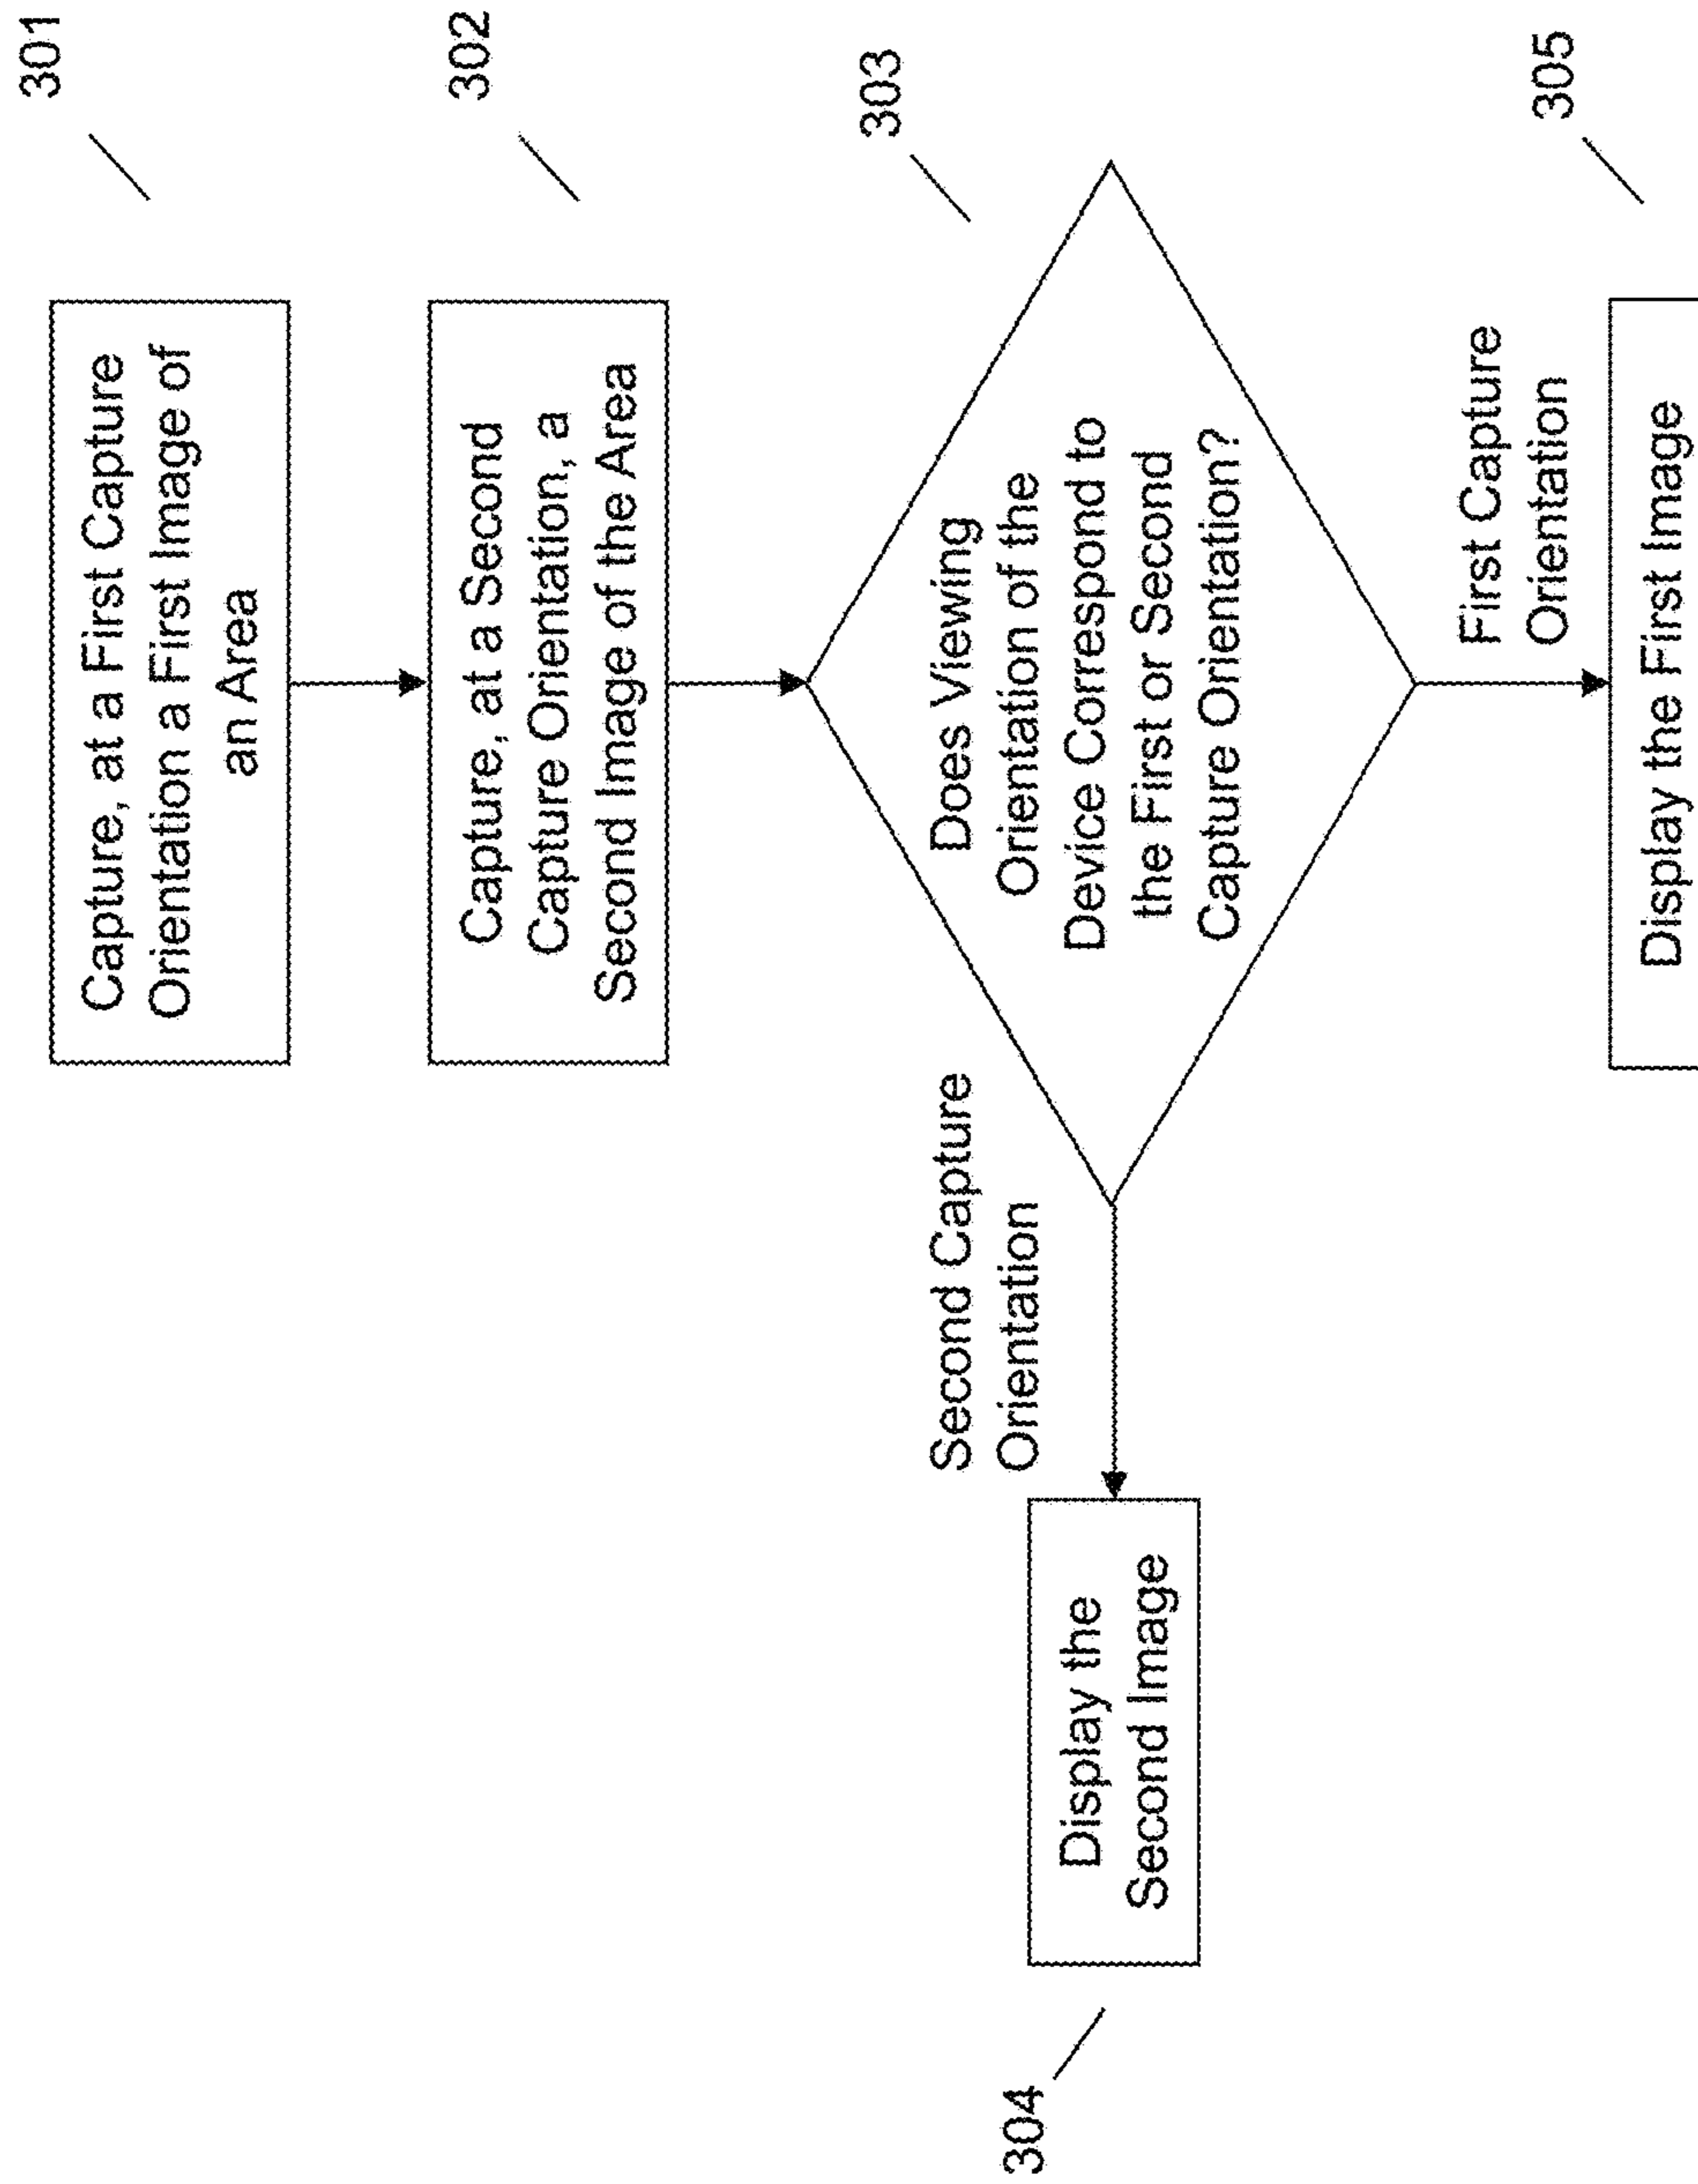 301
Capture, at a First Capture
Orientation a First Image of
an Area
302
Capture, at a Second
Capture Orientation, a
Second Image of the Area
303
Does Viewing
Orientation of the
Device Correspond to
the First or Second
Capture Orientation?
Second Capture
Orientation
304
Display the
Second Image
First Capture
Orientation
305
Display the First Image